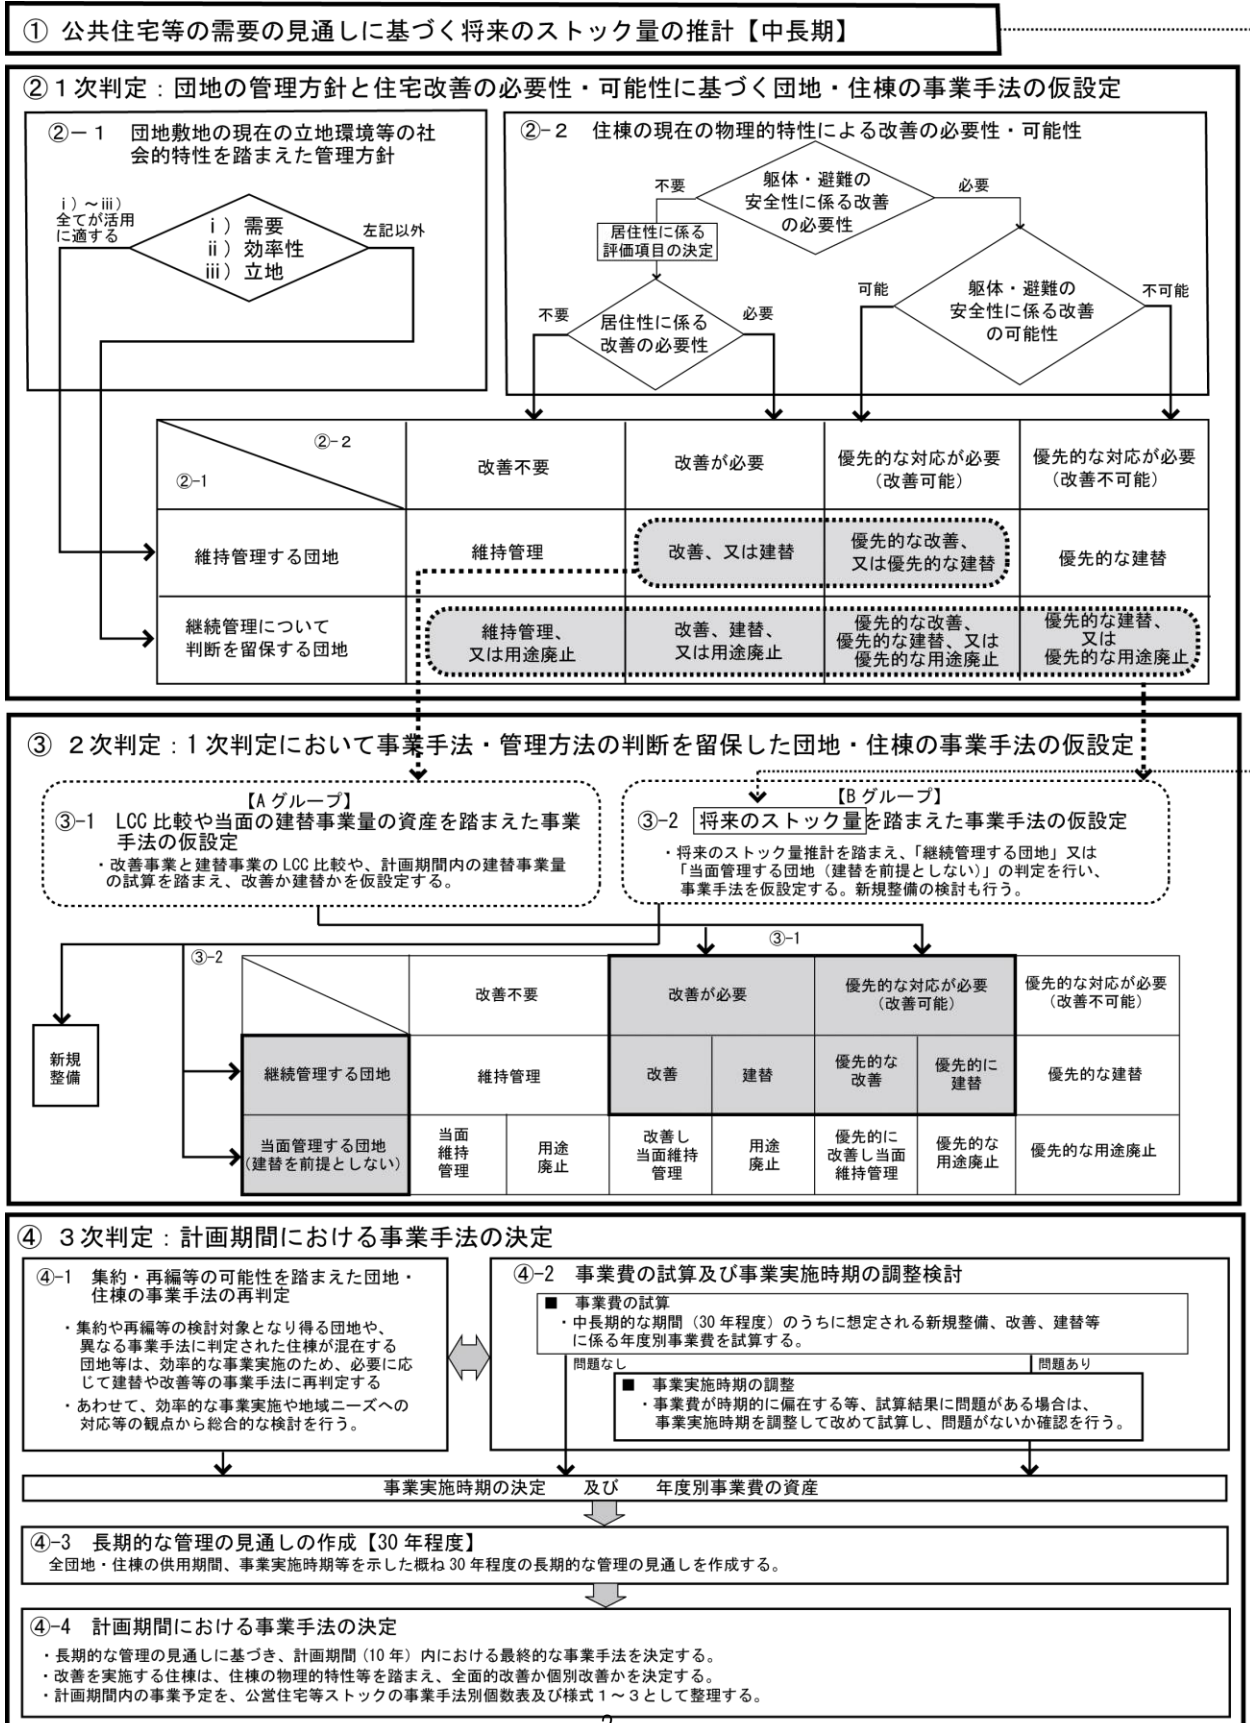 ① 公共住宅等の需要の見通しに基づく将来のストック量の推計【中長期】
②１次判定：団地の管理方針と住宅改善の必要性・可能性に基づく団地・住棟の事業手法の仮設定
②－１ 団地敷地の現在の立地環境等の社
会的特性を踏まえた管理方針
ⅰ）～ⅲ）
全てが活用
に適する
ⅰ）需要
ⅱ）効率性
ⅲ）立地
左記以外
②-２ 住棟の現在の物理的特性による改善の必要性・可能性
不要
躯体・避難の
安全性に係る改善
の必要性
必要
居住性に係る
評価項目の決定
不要
居住性に係る
改善の必要性
必要
可能
躯体・避難の
安全性に係る改善
の可能性
不可能
②-２
②-1
改善不要
改善が必要
優先的な対応が必要
（改善可能）
優先的な対応が必要
（改善不可能）
維持管理する団地
維持管理
改善、又は建替
優先的な改善、
又は優先的な建替
優先的な建替
継続管理について
判断を留保する団地
維持管理、
又は用途廃止
改善、建替、
又は用途廃止
優先的な改善、
優先的な建替、又は
優先的な用途廃止
優先的な建替、
又は
優先的な用途廃止
③ ２次判定：１次判定において事業手法・管理方法の判断を留保した団地・住棟の事業手法の仮設定
【A グループ】
③-1 LCC 比較や当面の建替事業量の資産を踏まえた事業
手法の仮設定
・改善事業と建替事業の LCC 比較や、計画期間内の建替事業量
の試算を踏まえ、改善か建替かを仮設定する。
【B グループ】
③-2 将来のストック量を踏まえた事業手法の仮設定
・将来のストック量推計を踏まえ、「継続管理する団地」又は
「当面管理する団地（建替を前提としない）」の判定を行い、
事業手法を仮設定する。新規整備の検討も行う。
③-1
③-2
新規
整備
改善不要
改善が必要
優先的な対応が必要
（改善可能）
優先的な対応が必要
（改善不可能）
継続管理する団地
維持管理
改善
建替
優先的な
改善
優先的に
建替
優先的な建替
当面管理する団地
（建替を前提としない）
当面
維持
管理
用途
廃止
改善し
当面維持
管理
用途
廃止
優先的に
改善し当面
維持管理
優先的な
用途廃止
優先的な用途廃止
④ ３次判定：計画期間における事業手法の決定
④-1 集約・再編等の可能性を踏まえた団地・
住棟の事業手法の再判定
・集約や再編等の検討対象となり得る団地や、
異なる事業手法に判定された住棟が混在する
団地等は、効率的な事業実施のため、必要に応
じて建替や改善等の事業手法に再判定する
・あわせて、効率的な事業実施や地域ニーズへの
対応等の観点から総合的な検討を行う。
④-2 事業費の試算及び事業実施時期の調整検討
■ 事業費の試算
・中長期的な期間（30 年程度）のうちに想定される新規整備、改善、建替等
に係る年度別事業費を試算する。
問題なし
問題あり
■ 事業実施時期の調整
・事業費が時期的に偏在する等、試算結果に問題がある場合は、
事業実施時期を調整して改めて試算し、問題がないか確認を行う。
事業実施時期の決定 及び 年度別事業費の資産
④-3 長期的な管理の見通しの作成【30 年程度】
全団地・住棟の供用期間、事業実施時期等を示した概ね 30 年程度の長期的な管理の見通しを作成する。
④-4 計画期間における事業手法の決定
・長期的な管理の見通しに基づき、計画期間（10 年）内における最終的な事業手法を決定する。
・改善を実施する住棟は、住棟の物理的特性等を踏まえ、全面的改善か個別改善かを決定する。
・計画期間内の事業予定を、公営住宅等ストックの事業手法別個数表及び様式１～３として整理する。